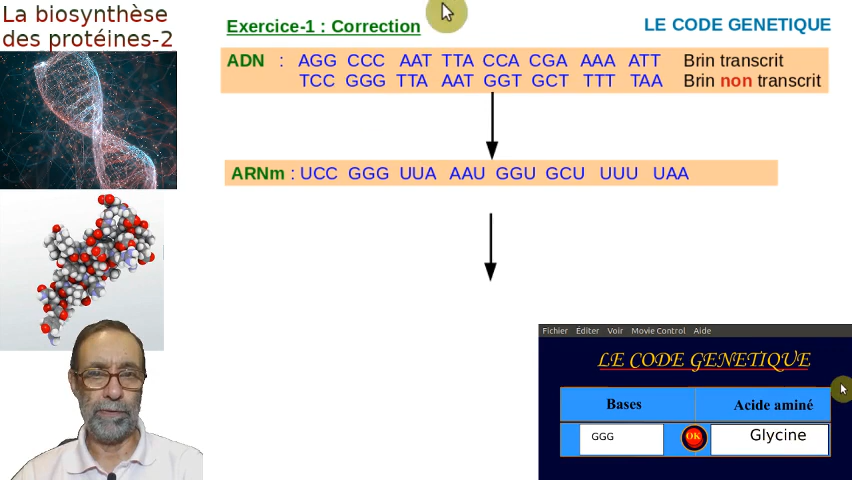 La biosynthèse
des protéines-2
Exercice-1 : Correction
LE CODE GENETIQUE
ADN : AGG CCC AAT TTA CCA CGA AAA ATT Brin transcrit
TCC GGG TTA AAT GGT GCT TTT TAA Brin non transcrit
ARNm : UCC GGG UUA AAU GGU GCU UUU UAA
Fichier Editer Voir Movie Control Aide
LE CODE GENETIQUE
Bases Acide aminé
GGG OK Glycine